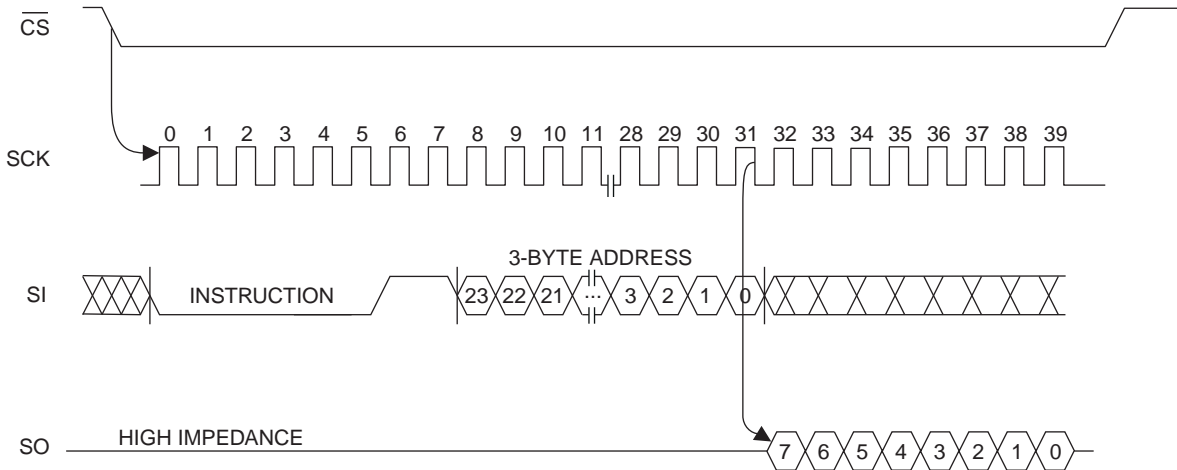 CS
0 1 2 3 4 5 6 7 8 9 10 11 28 29 30 31 32 33 34 35 36 37 38 39
SCK
3-BYTE ADDRESS
SI INSTRUCTION 23 22 21 ... 3 2 1 0
HIGH IMPEDANCE
SO 7 6 5 4 3 2 1 0